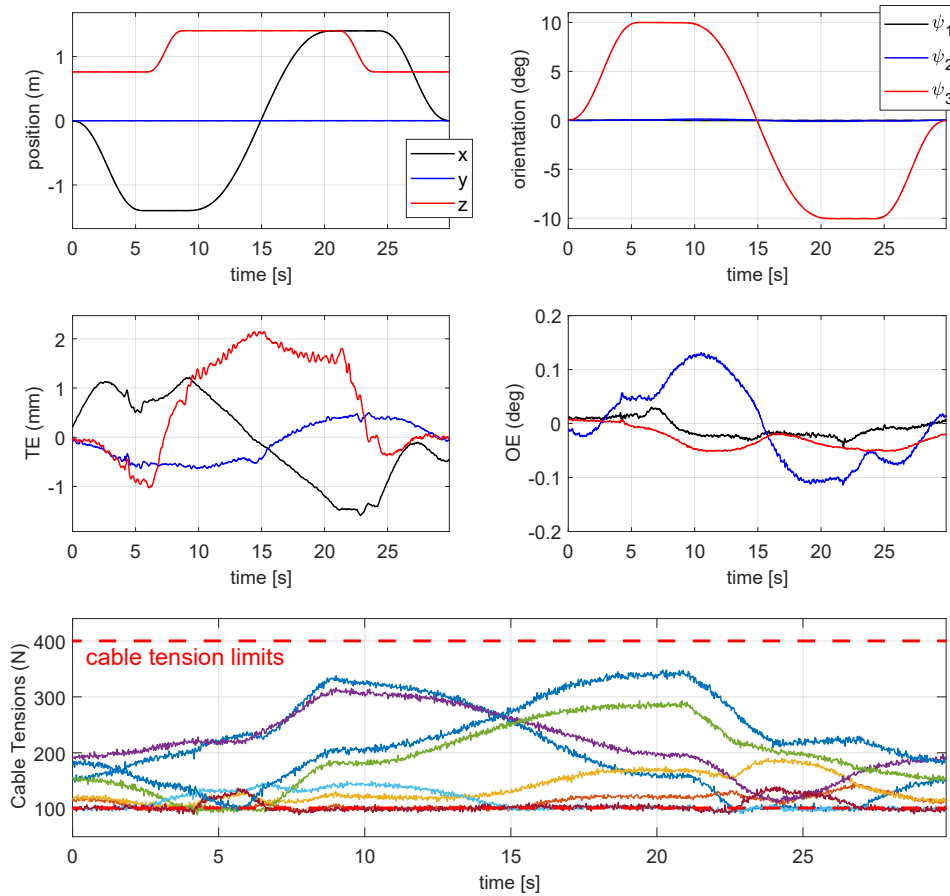 position (m)
1
0
-1
0 5 10 15 20 25
time [s]
x
y
z
orientation (deg)
10
5
0
-5
-10
0 5 10 15 20 25
time [s]
ψ₁
ψ₂
ψ₃
TE (mm)
2
1
0
-1
0 5 10 15 20 25
time [s]
OE (deg)
0.2
0.1
0
-0.1
-0.2
0 5 10 15 20 25
time [s]
Cable Tensions (N)
400
300
200
100
cable tension limits
0 5 10 15 20 25
time [s]